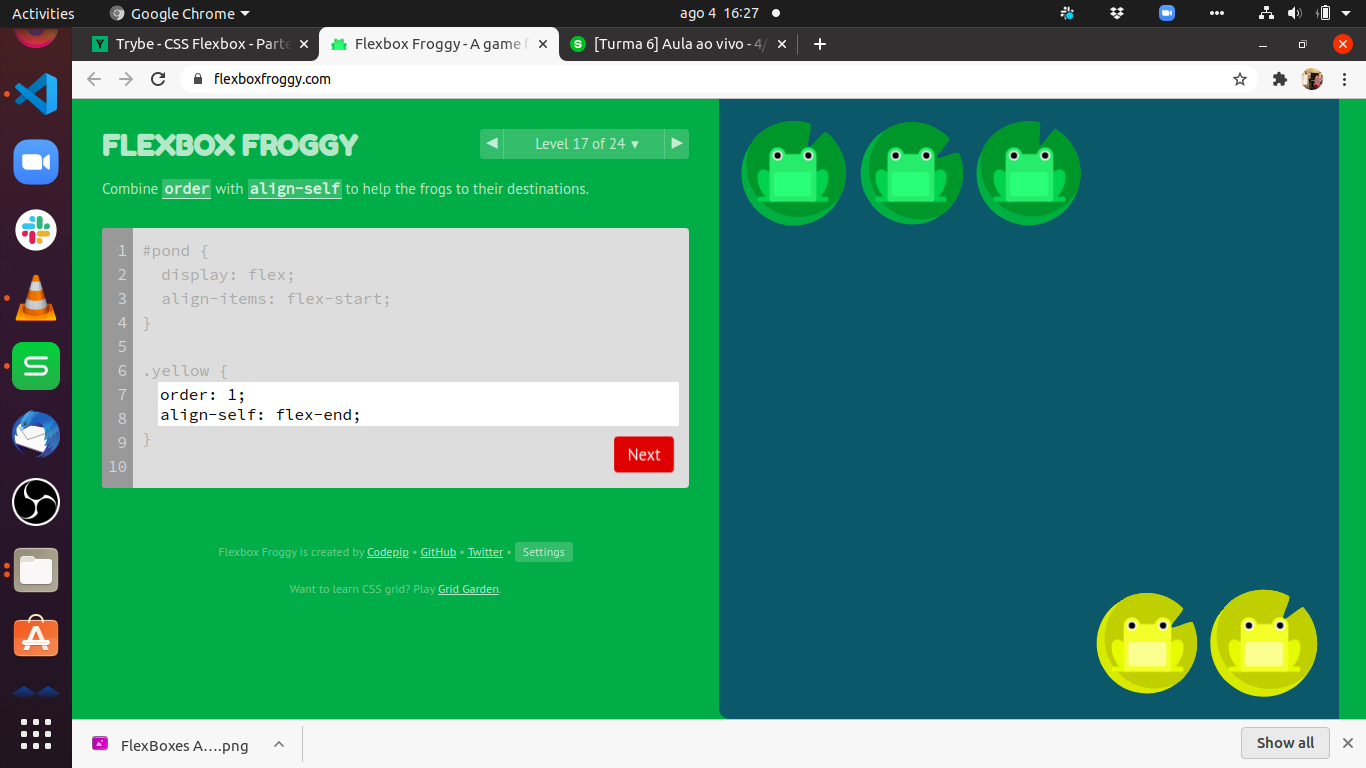 Activities
Google Chrome
ago 4 16:27
Trybe - CSS Flexbox - Parte
Flexbox Froggy - A game f
[Turma 6] Aula ao vivo - 4/
flexboxfroggy.com
FLEXBOX FROGGY
Level 17 of 24 ▾
Combine order with align-self to help the frogs to their destinations.
1 #pond {
2 display: flex;
3 align-items: flex-start;
4 }
5
6 .yellow {
7 order: 1;
8 align-self: flex-end;
9 }
10
Next
Flexbox Froggy is created by Codepip • GitHub • Twitter • Settings
Want to learn CSS grid? Play Grid Garden.
FlexBoxes A....png
Show all